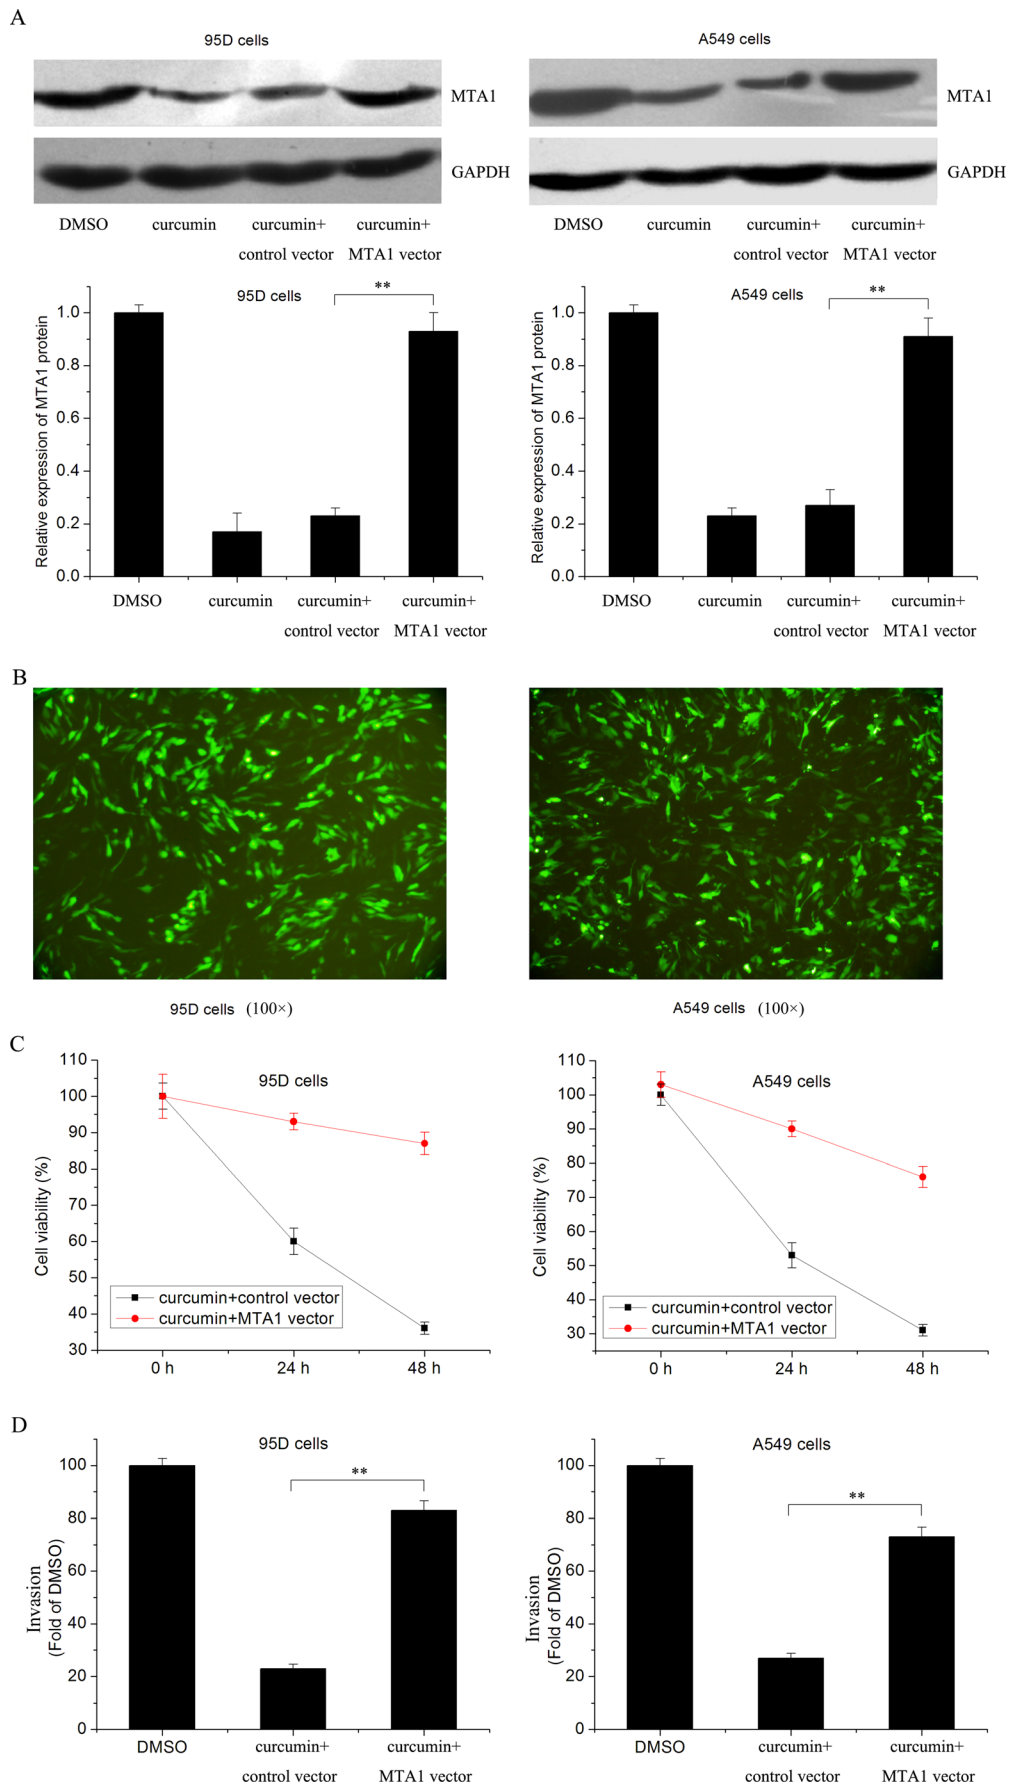 A
95D cells
A549 cells
MTA1
MTA1
GAPDH
GAPDH
DMSO curcumin curcumin+ curcumin+
control vector MTA1 vector
DMSO curcumin curcumin+ curcumin+
control vector MTA1 vector
95D cells
**
Relative expression of MTA1 protein
1.0
0.8
0.6
0.4
0.2
0.0
DMSO curcumin curcumin+ curcumin+
control vector MTA1 vector
A549 cells
**
Relative expression of MTA1 protein
1.0
0.8
0.6
0.4
0.2
0.0
DMSO curcumin curcumin+ curcumin+
control vector MTA1 vector
B
95D cells (100×)
A549 cells (100×)
C
95D cells
Cell viability (%)
110
100
90
80
70
60
50
40
30
curcumin+control vector
curcumin+MTA1 vector
0 h 24 h 48 h
A549 cells
Cell viability (%)
110
100
90
80
70
60
50
40
30
curcumin+control vector
curcumin+MTA1 vector
0 h 24 h 48 h
D
95D cells
**
Invasion
(Fold of DMSO)
100
80
60
40
20
0
DMSO curcumin+ curcumin+
control vector MTA1 vector
A549 cells
**
Invasion
(Fold of DMSO)
100
80
60
40
20
0
DMSO curcumin+ curcumin+
control vector MTA1 vector